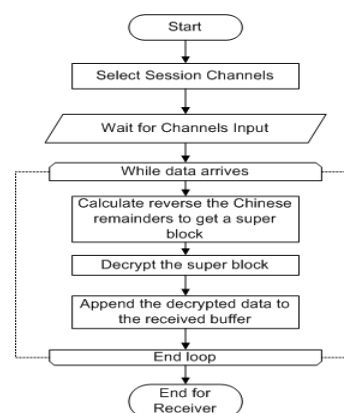 Start
Select Session Channels
Wait for Channels Input
While data arrives
Calculate reverse the Chinese
remainders to get a super
block
Decrypt the super block
Append the decrypted data to
the received buffer
End loop
End for
Receiver